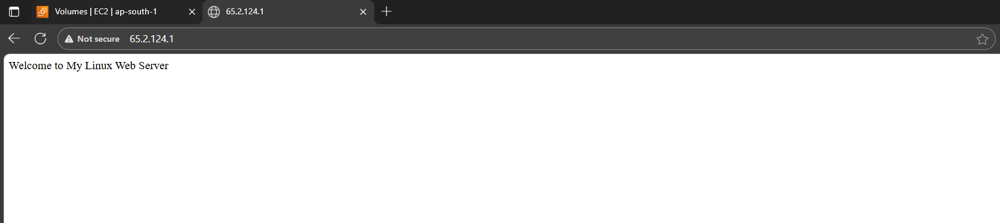 Volumes | EC2 | ap-south-1
65.2.124.1
Not secure 65.2.124.1
Welcome to My Linux Web Server